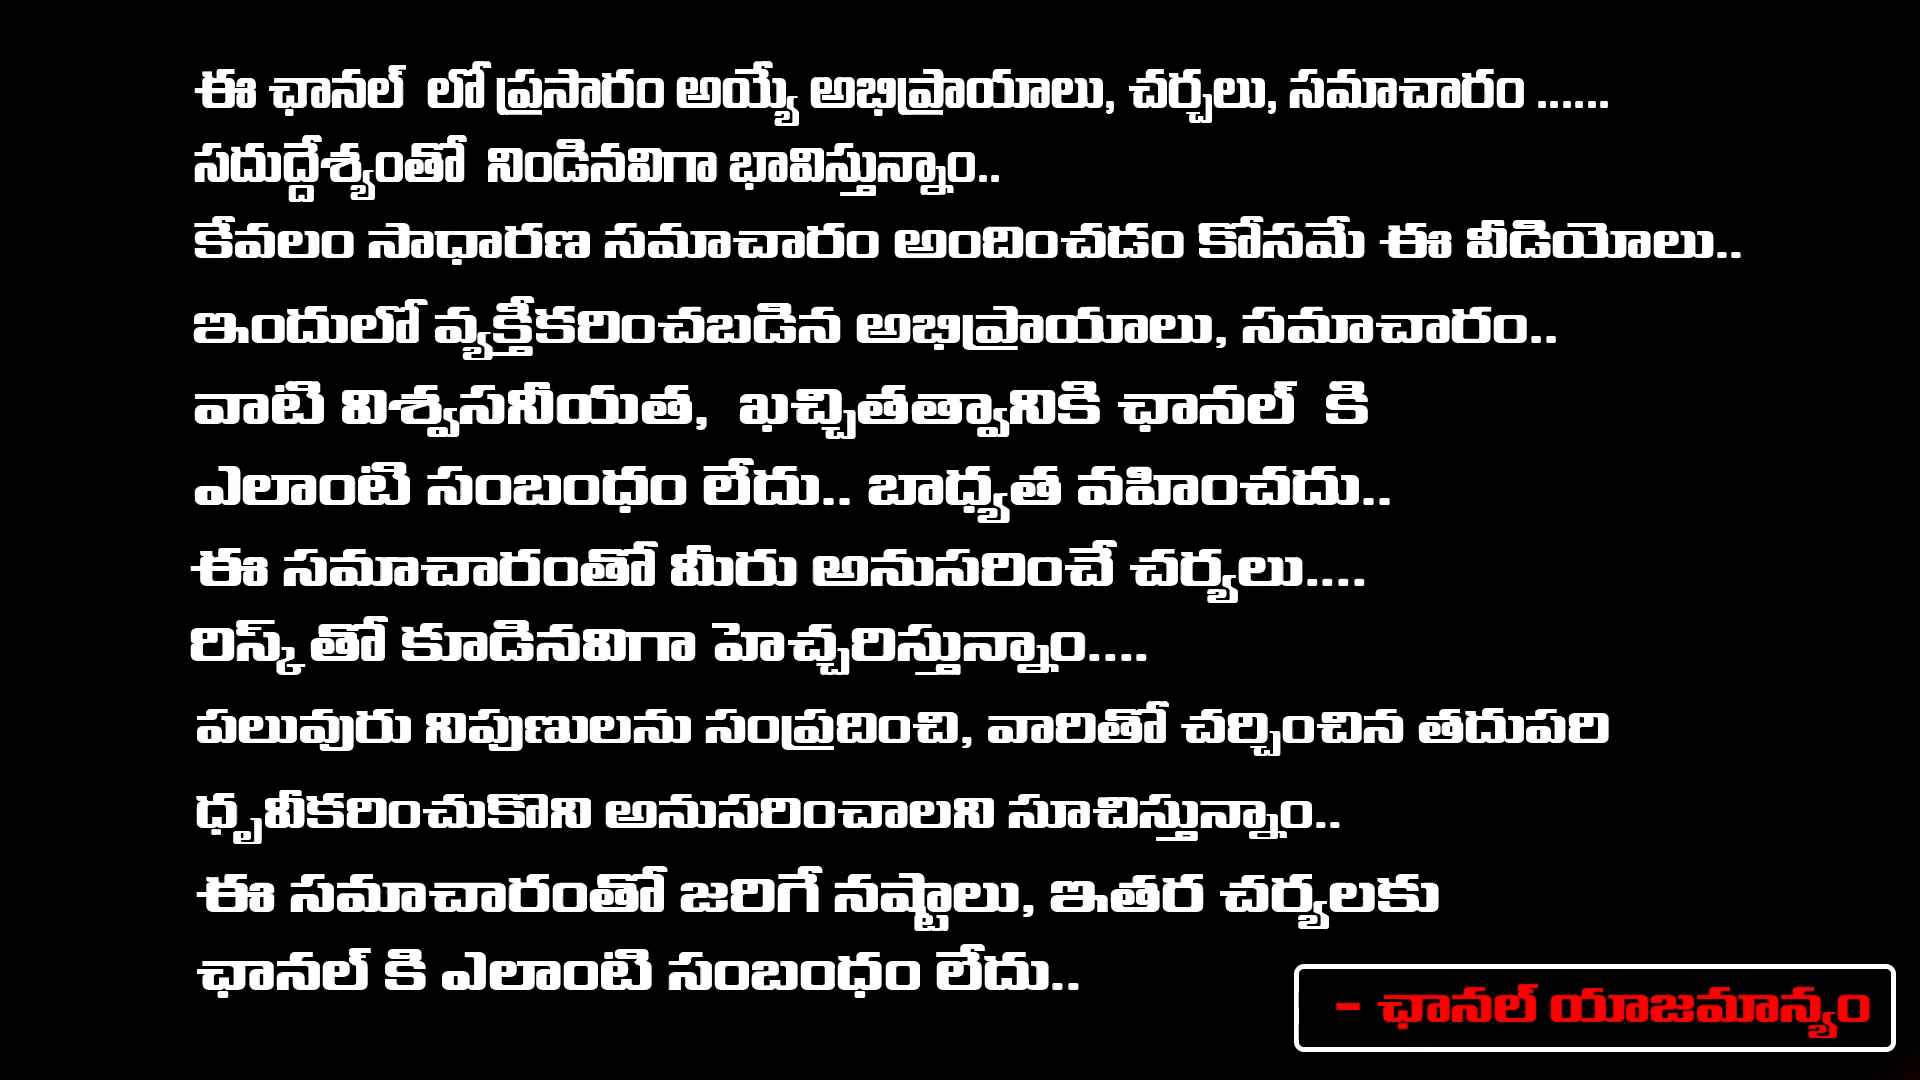 ఈ ఛానల్ లో ప్రసారం అయ్యే అభిప్రాయాలు, చర్చలు, సమాచారం ......
సదుద్దేశ్యంతో నిండినవిగా భావిస్తున్నాం..
కేవలం సాధారణ సమాచారం అందించడం కోసమే ఈ వీడియోలు..
ఇందులో వ్యక్తీకరించబడిన అభిప్రాయాలు, సమాచారం..
వాటి విశ్వసనీయత, ఖచ్చితత్వానికి ఛానల్ కి
ఎలాంటి సంబంధం లేదు.. బాధ్యత వహించదు..
ఈ సమాచారంతో మీరు అనుసరించే చర్యలు....
రిస్క్ తో కూడినవిగా హెచ్చరిస్తున్నాం....
పలువురు నిపుణులను సంప్రదించి, వారితో చర్చించిన తదుపరి
ధృవీకరించుకొని అనుసరించాలని సూచిస్తున్నాం..
ఈ సమాచారంతో జరిగే నష్టాలు, ఇతర చర్యలకు
ఛానల్ కి ఎలాంటి సంబంధం లేదు..
- ఛానల్ యాజమాన్యం